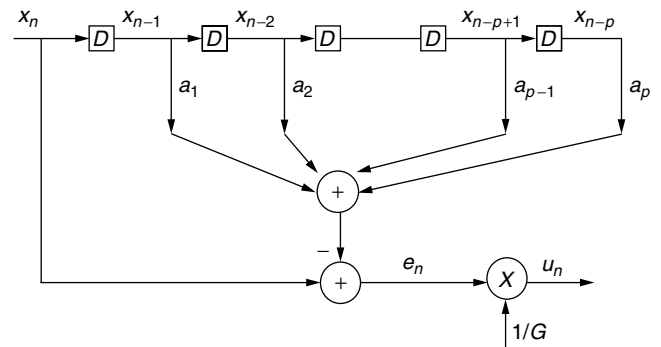 xₙ xₙ₋₁ xₙ₋₂ xₙ₋ₚ₊₁ xₙ₋ₚ
D D D D D
a₁ a₂ aₚ₋₁ aₚ
+
−
+ eₙ X uₙ
1/G